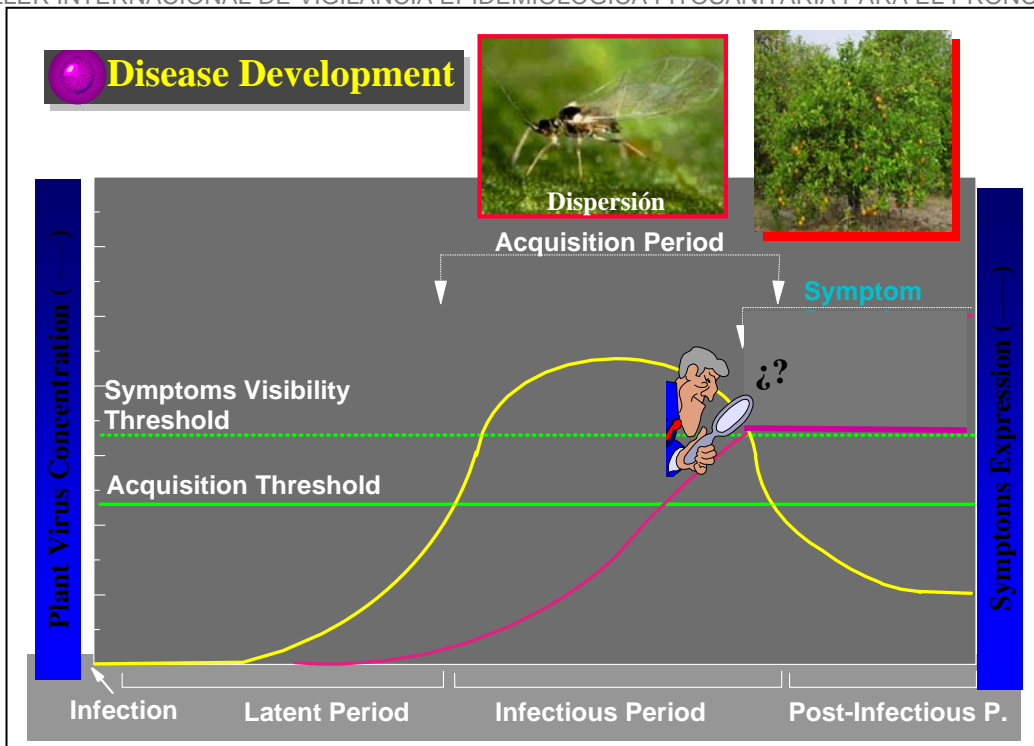 Disease Development
Dispersión
Acquisition Period
Symptom
¿?
Symptoms Visibility
Threshold
Acquisition Threshold
Plant Virus Concentration (——)
Symptoms Expression (——)
Infection
Latent Period
Infectious Period
Post-Infectious P.